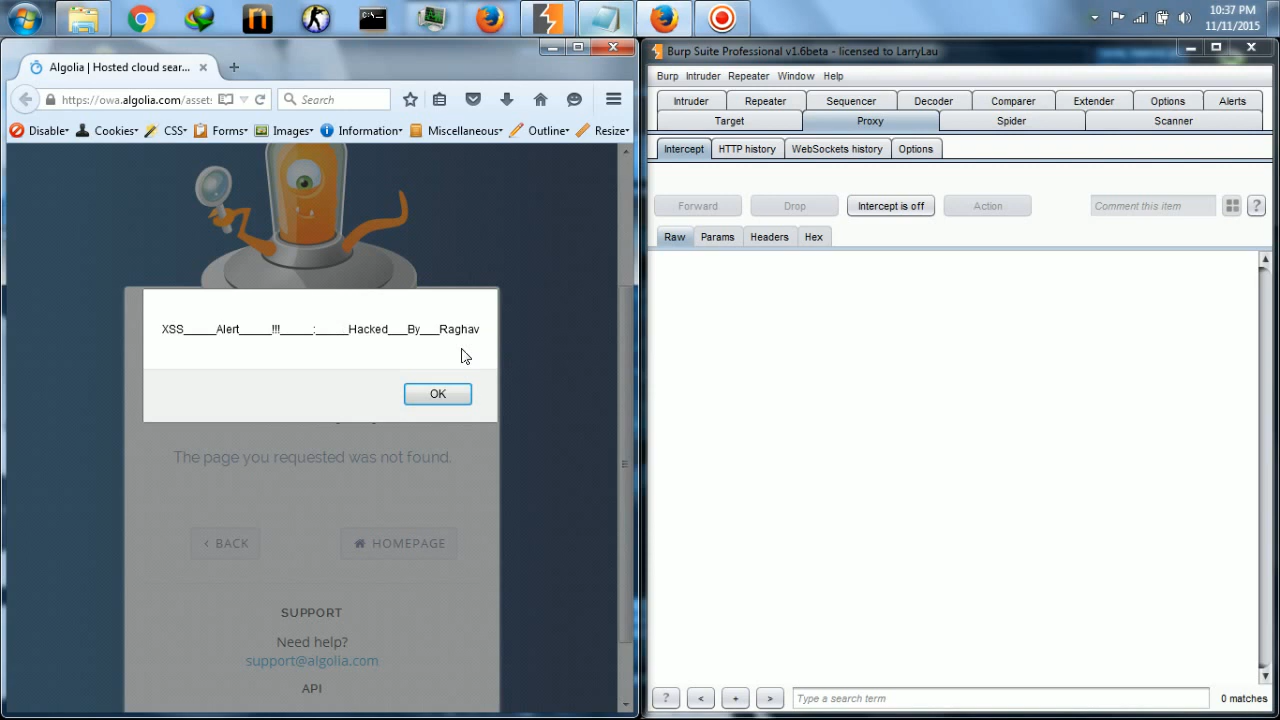 10:37 PM
11/11/2015
Algolia | Hosted cloud sear...
https://owa.algolia.com/asset:
Search
Disable
Cookies
CSS
Forms
Images
Information
Miscellaneous
Outline
Resize
XSS_____Alert_____!!!_____:_____Hacked___By___Raghav
OK
The page you requested was not found.
BACK
HOMEPAGE
SUPPORT
Need help?
support@algolia.com
API
Burp Suite Professional v1.6beta - licensed to LarryLau
Burp Intruder Repeater Window Help
Intruder Repeater Sequencer Decoder Comparer Extender Options Alerts
Target Proxy Spider Scanner
Intercept HTTP history WebSockets history Options
Forward Drop Intercept is off Action Comment this item ?
Raw Params Headers Hex
? < + > Type a search term 0 matches